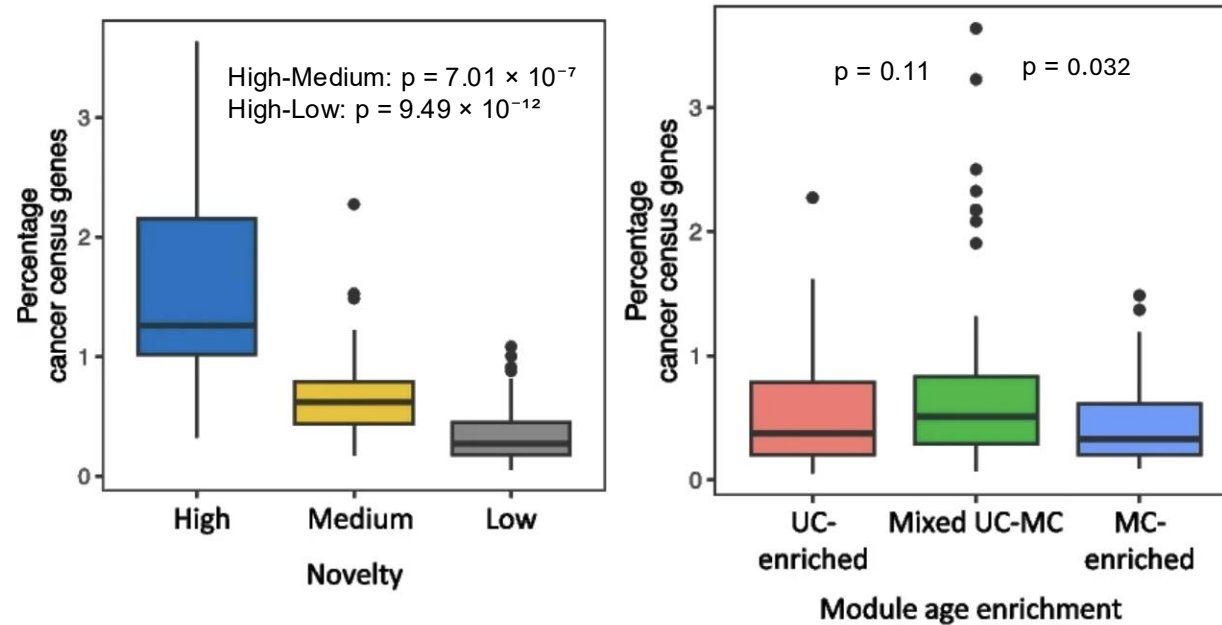 Percentage
cancer census genes
3
2
1
0
High-Medium: p = 7.01 × 10⁻⁷
High-Low: p = 9.49 × 10⁻¹²
High
Medium
Low
Novelty
Percentage
cancer census genes
3
2
1
0
p = 0.11
p = 0.032
UC-
enriched
Mixed UC-MC
MC-
enriched
Module age enrichment